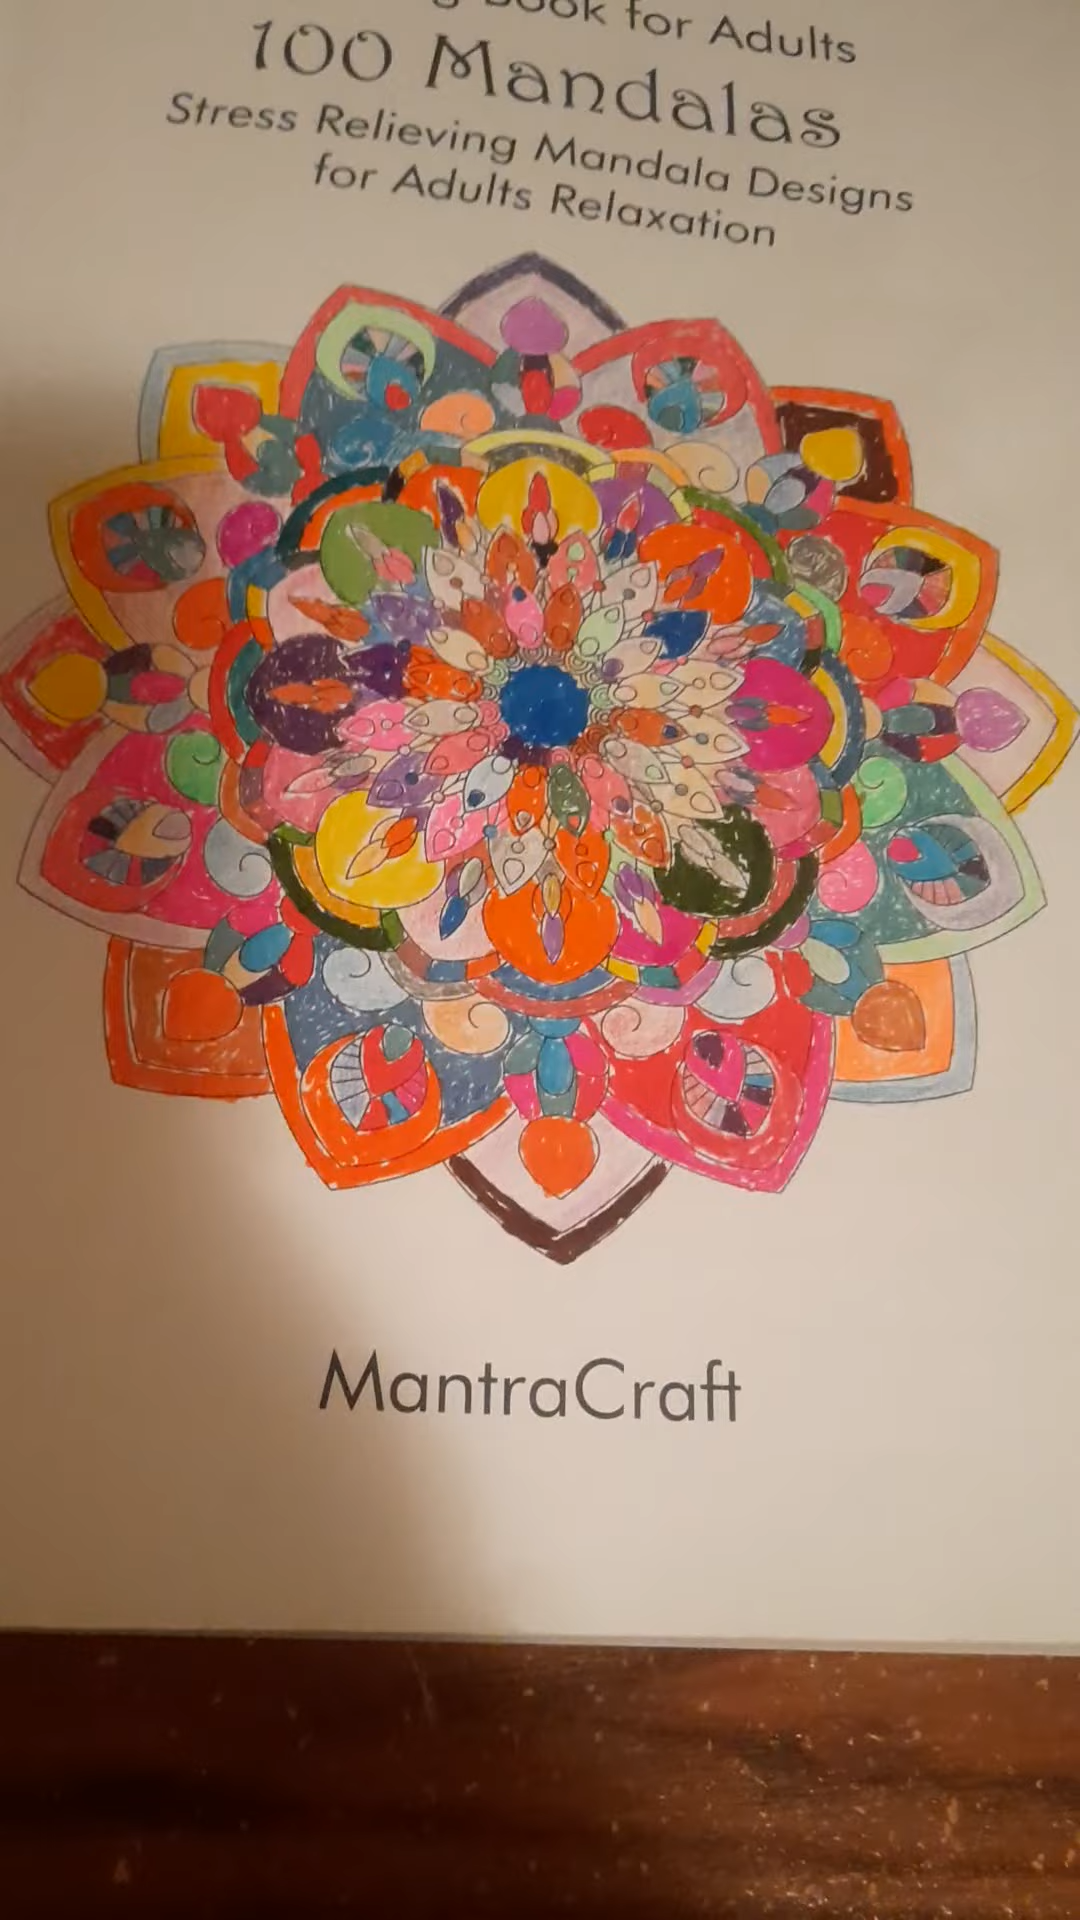 Book for Adults
100 Mandalas
Stress Relieving Mandala Designs
for Adults Relaxation
MantraCraft